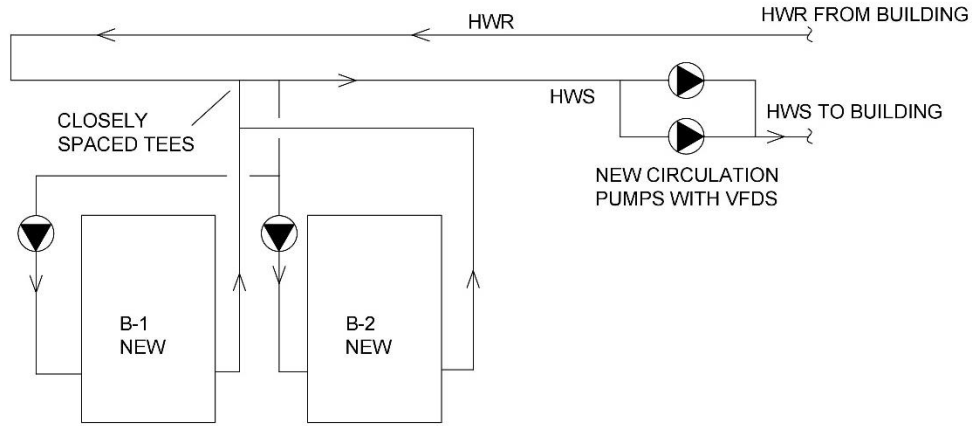 HWR FROM BUILDING
HWR
HWS
HWS TO BUILDING
CLOSELY
SPACED TEES
NEW CIRCULATION
PUMPS WITH VFDS
B-1
NEW
B-2
NEW